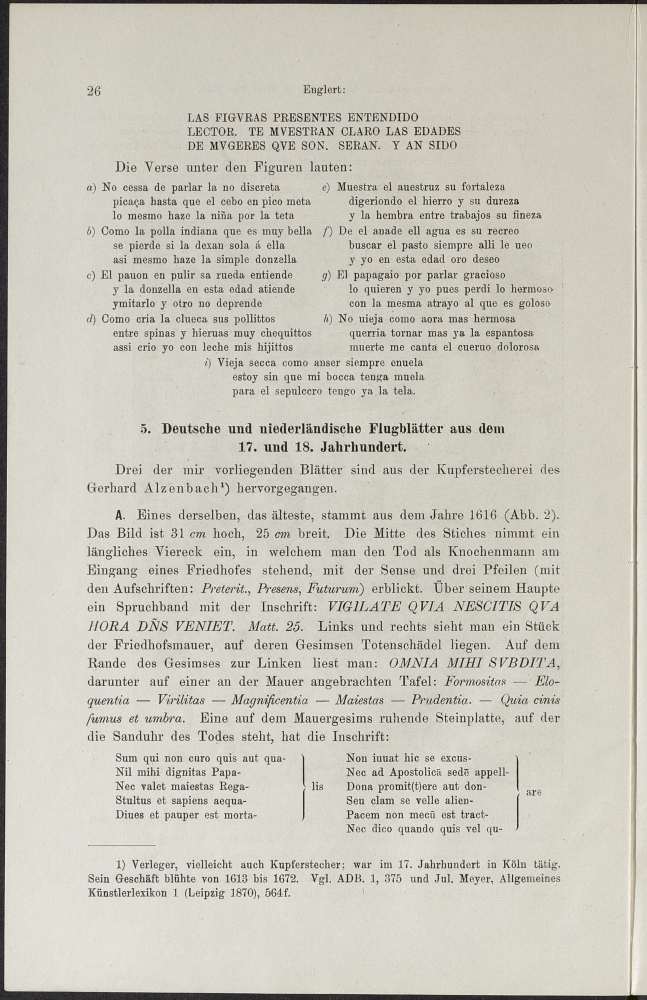 26
Englert:
LAS FIGVRAS PRESENTES ENTENDIDO
LECTOR. TE MVESTRAN CLARO LAS EDADES
DE MVGERES QVE SON. SERAN. Y AN SIDO
Die Verse unter den Figuren lauten:
a) No cessa de parlar la no discreta
picaça hasta que el cebo en pico meta
lo mesmo haze la niña por la teta
b) Como la polla indiana que es muy bella
se pierde si la dexan sola á ella
asi mesmo haze la simple donzella
c) El pauon en pulir sa rueda entiende
y la donzella en esta edad atiende
ymitarlo y otro no deprende
d) Como cria la clueca sus pollittos
entre spinas y hieruas muy chequittos
assi crio yo con leche mis hijittos
e) Muestra el auestruz su fortaleza
digeriondo el hierro y su dureza
y la hembra entre trabajos su fineza
f) De el anade ell agua es su recreo
buscar el pasto siempre alli le ueo
y yo en esta edad oro deseo
g) El papagaio por parlar gracioso
lo quieren y yo pues perdi lo hermoso
con la mesma atrayo al que es goloso
h) No uieja como aora mas hermosa
querria tornar mas ya la espantosa
muerte me canta el cueruo dolorosa
i) Vieja secca como anser siempre enuela
estoy sin que mi bocca tenga muela
para el sepulccro tengo ya la tela.
5. Deutsche und niederländische Flugblätter aus dem
17. und 18. Jahrhundert.
Drei der mir vorliegenden Blätter sind aus der Kupferstecherei des
Gerhard Alzenbach¹) hervorgegangen.
A. Eines derselben, das älteste, stammt aus dem Jahre 1616 (Abb. 2).
Das Bild ist 31 cm hoch, 25 cm breit. Die Mitte des Stiches nimmt ein
längliches Viereck ein, in welchem man den Tod als Knochenmann am
Eingang eines Friedhofes stehend, mit der Sense und drei Pfeilen (mit
den Aufschriften: Preterit., Presens, Futurum) erblickt. Über seinem Haupte
ein Spruchband mit der Inschrift: VIGILATE QVIA NESCITIS QVA
HORA DÑS VENIET. Matt. 25. Links und rechts sieht man ein Stück
der Friedhofsmauer, auf deren Gesimsen Totenschädel liegen. Auf dem
Rande des Gesimses zur Linken liest man: OMNIA MIHI SVBDITA,
darunter auf einer an der Mauer angebrachten Tafel: Formositas — Elo-
quentia — Virilitas — Magnificentia — Maiestas — Prudentia. — Quia cinis
fumus et umbra. Eine auf dem Mauergesims ruhende Steinplatte, auf der
die Sanduhr des Todes steht, hat die Inschrift:
Sum qui non curo quis aut qua-
Nil mihi dignitas Papa-
Nec valet maiestas Rega-
Stultus et sapiens aequa-
Diues et pauper est morta-
lis
Non iuuat hic se excus-
Nec ad Apostolicā sedē appell-
Dona promit(t)ere aut don-
Seu clam se velle alien-
Pacem non mecū est tract-
Nec dico quando quis vel qu-
are
1) Verleger, vielleicht auch Kupferstecher; war im 17. Jahrhundert in Köln tätig.
Sein Geschäft blühte von 1613 bis 1672. Vgl. ADB. 1, 375 und Jul. Meyer, Allgemeines
Künstlerlexikon 1 (Leipzig 1870), 564f.